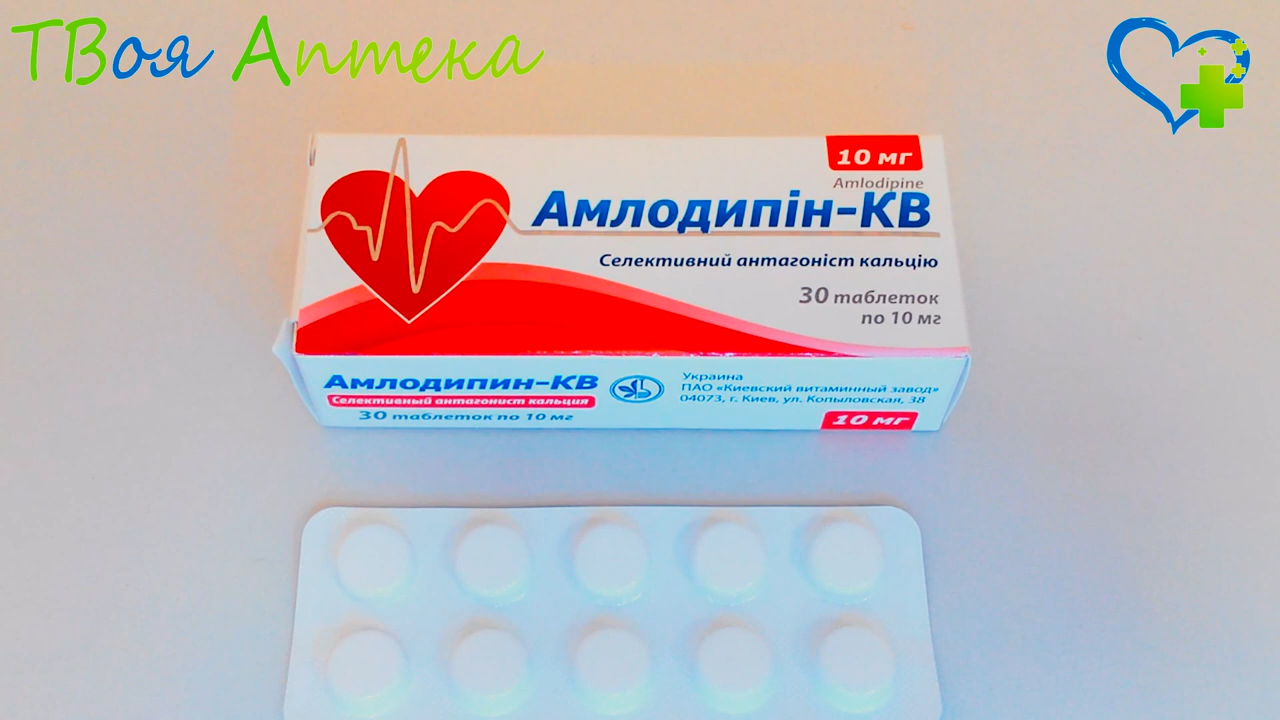 ТВоя Аптека
10 мг
Amlodipine
Амлодипін-КВ
Селективний антагоніст кальцію
30 таблеток
по 10 мг
Амлодипин-КВ
Селективный антагонист кальция
30 таблеток по 10 мг
Украина
ПАО «Киевский витаминный завод»
04073, г. Киев, ул. Копыловская, 38
10 мг